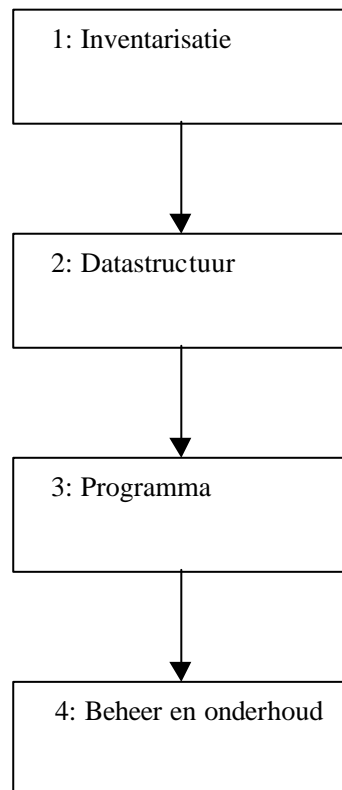 1: Inventarisatie
2: Datastructuur
3: Programma
4: Beheer en onderhoud